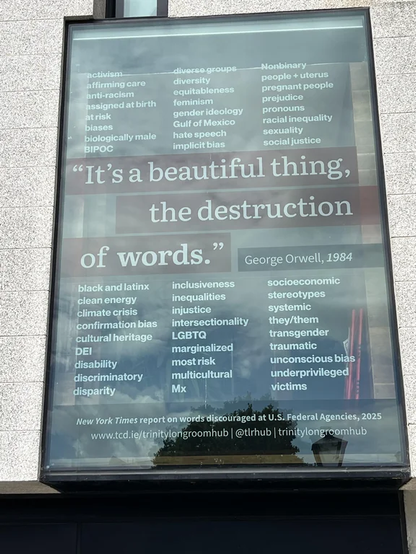 activism
affirming care
anti-racism
assigned at birth
at risk
biases
biologically male
BIPOC
diverse groups
diversity
equitableness
feminism
gender ideology
Gulf of Mexico
hate speech
implicit bias
Nonbinary
people + uterus
pregnant people
prejudice
pronouns
racial inequality
sexuality
social justice
“It’s a beautiful thing,
the destruction
of words.”
George Orwell, 1984
black and latinx
clean energy
climate crisis
confirmation bias
cultural heritage
DEI
disability
discriminatory
disparity
inclusiveness
inequalities
injustice
intersectionality
LGBTQ
marginalized
most risk
multicultural
Mx
socioeconomic
stereotypes
systemic
they/them
transgender
traumatic
unconscious bias
underprivileged
victims
New York Times report on words discouraged at U.S. Federal Agencies, 2025
www.tcd.ie/trinitylongroomhub | @tlrhub | trinitylongroomhub